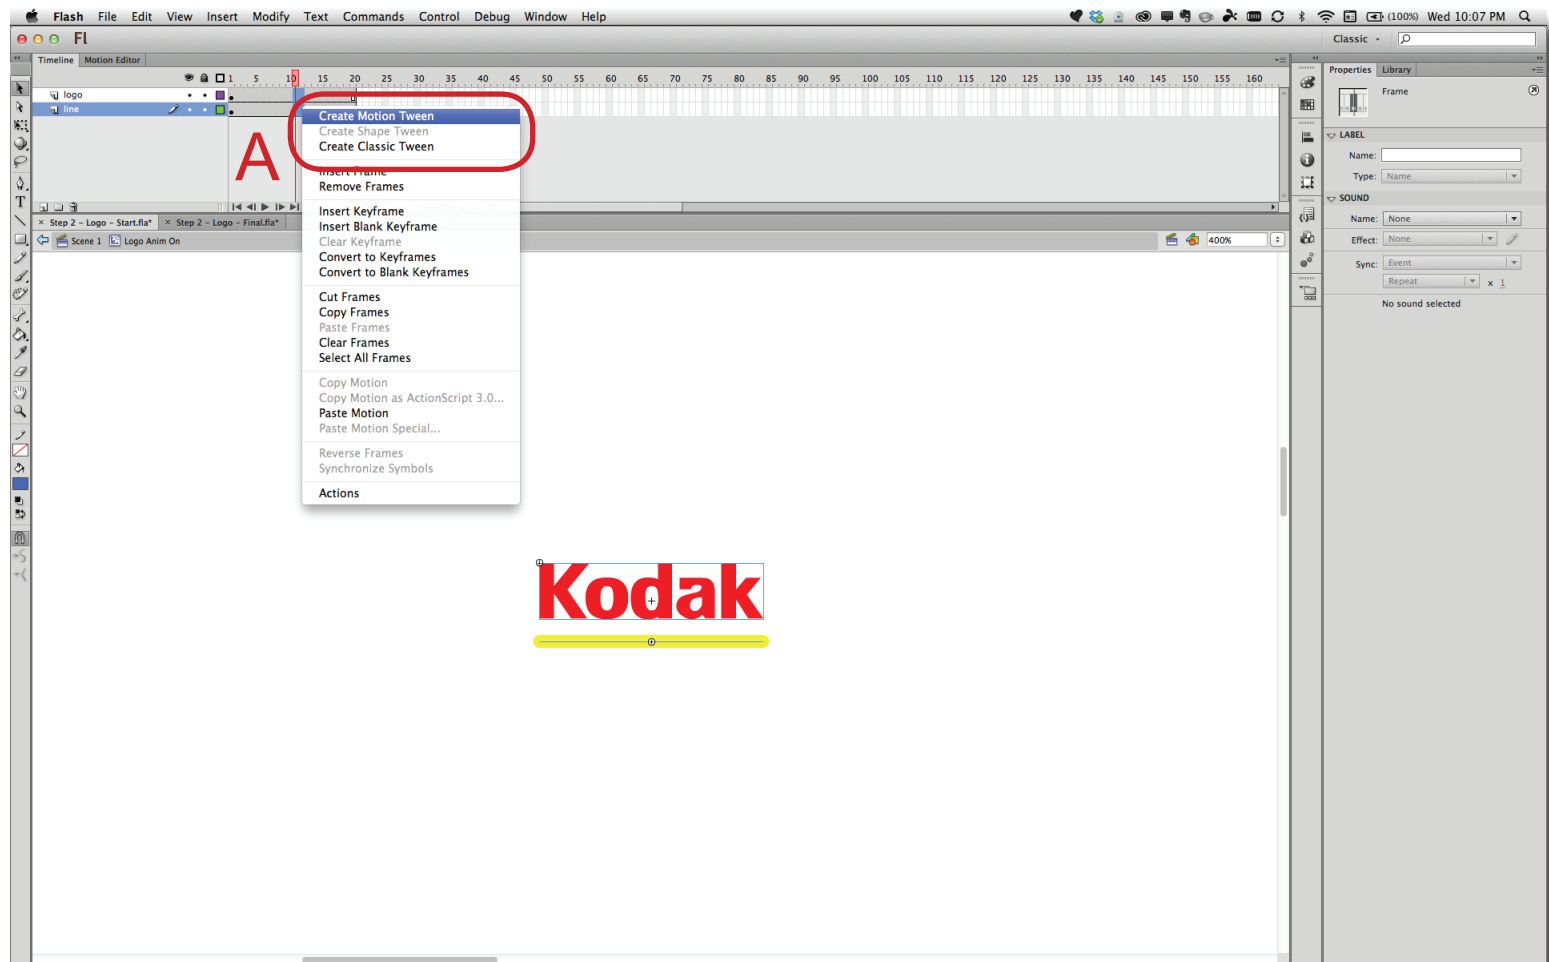 Flash File Edit View Insert Modify Text Commands Control Debug Window Help (100%) Wed 10:07 PM
Fl Classic
Timeline Motion Editor
Properties Library
1 5 10 15 20 25 30 35 40 45 50 55 60 65 70 75 80 85 90 95 100 105 110 115 120 125 130 135 140 145 150 155 160
logo
line
A
Create Motion Tween
Create Shape Tween
Create Classic Tween
Insert Frame
Remove Frames
Insert Keyframe
Insert Blank Keyframe
Clear Keyframe
Convert to Keyframes
Convert to Blank Keyframes
Cut Frames
Copy Frames
Paste Frames
Clear Frames
Select All Frames
Copy Motion
Copy Motion as ActionScript 3.0...
Paste Motion
Paste Motion Special...
Reverse Frames
Synchronize Symbols
Actions
× Step 2 – Logo – Start.fla* × Step 2 – Logo – Final.fla*
Scene 1 Logo Anim On 400%
Kodak
Frame
LABEL
Name:
Type: Name
SOUND
Name: None
Effect: None
Sync: Event
Repeat x 1
No sound selected